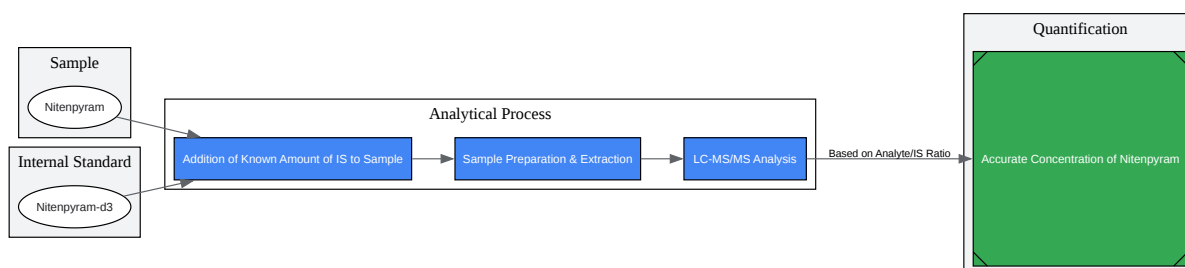 Sample
Nitenpyram
Internal Standard
Nitenpyram-d3
Analytical Process
Addition of Known Amount of IS to Sample
Sample Preparation & Extraction
LC-MS/MS Analysis
Based on Analyte/IS Ratio
Quantification
Accurate Concentration of Nitenpyram